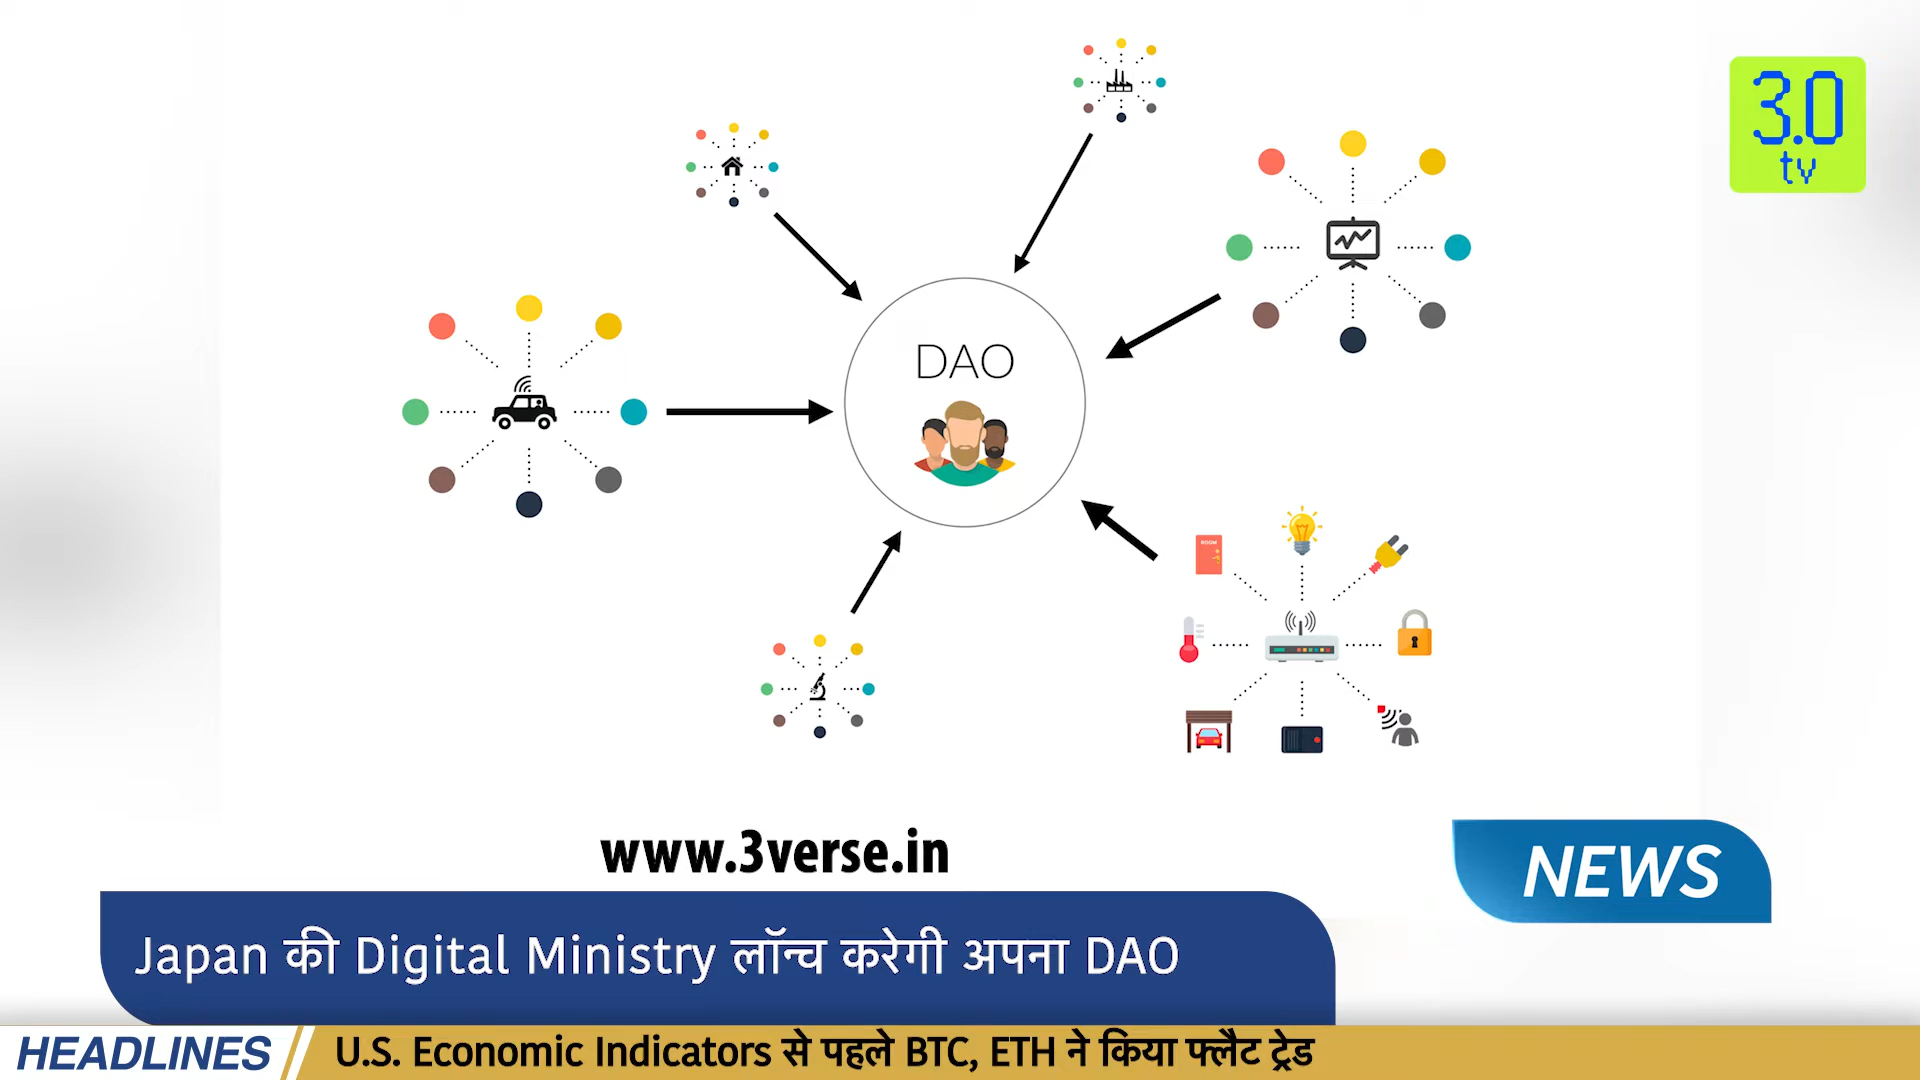 3.0
tv
DAO
ROOM
www.3verse.in
NEWS
Japan की Digital Ministry लॉन्च करेगी अपना DAO
HEADLINES
U.S. Economic Indicators से पहले BTC, ETH ने किया फ्लैट ट्रेड